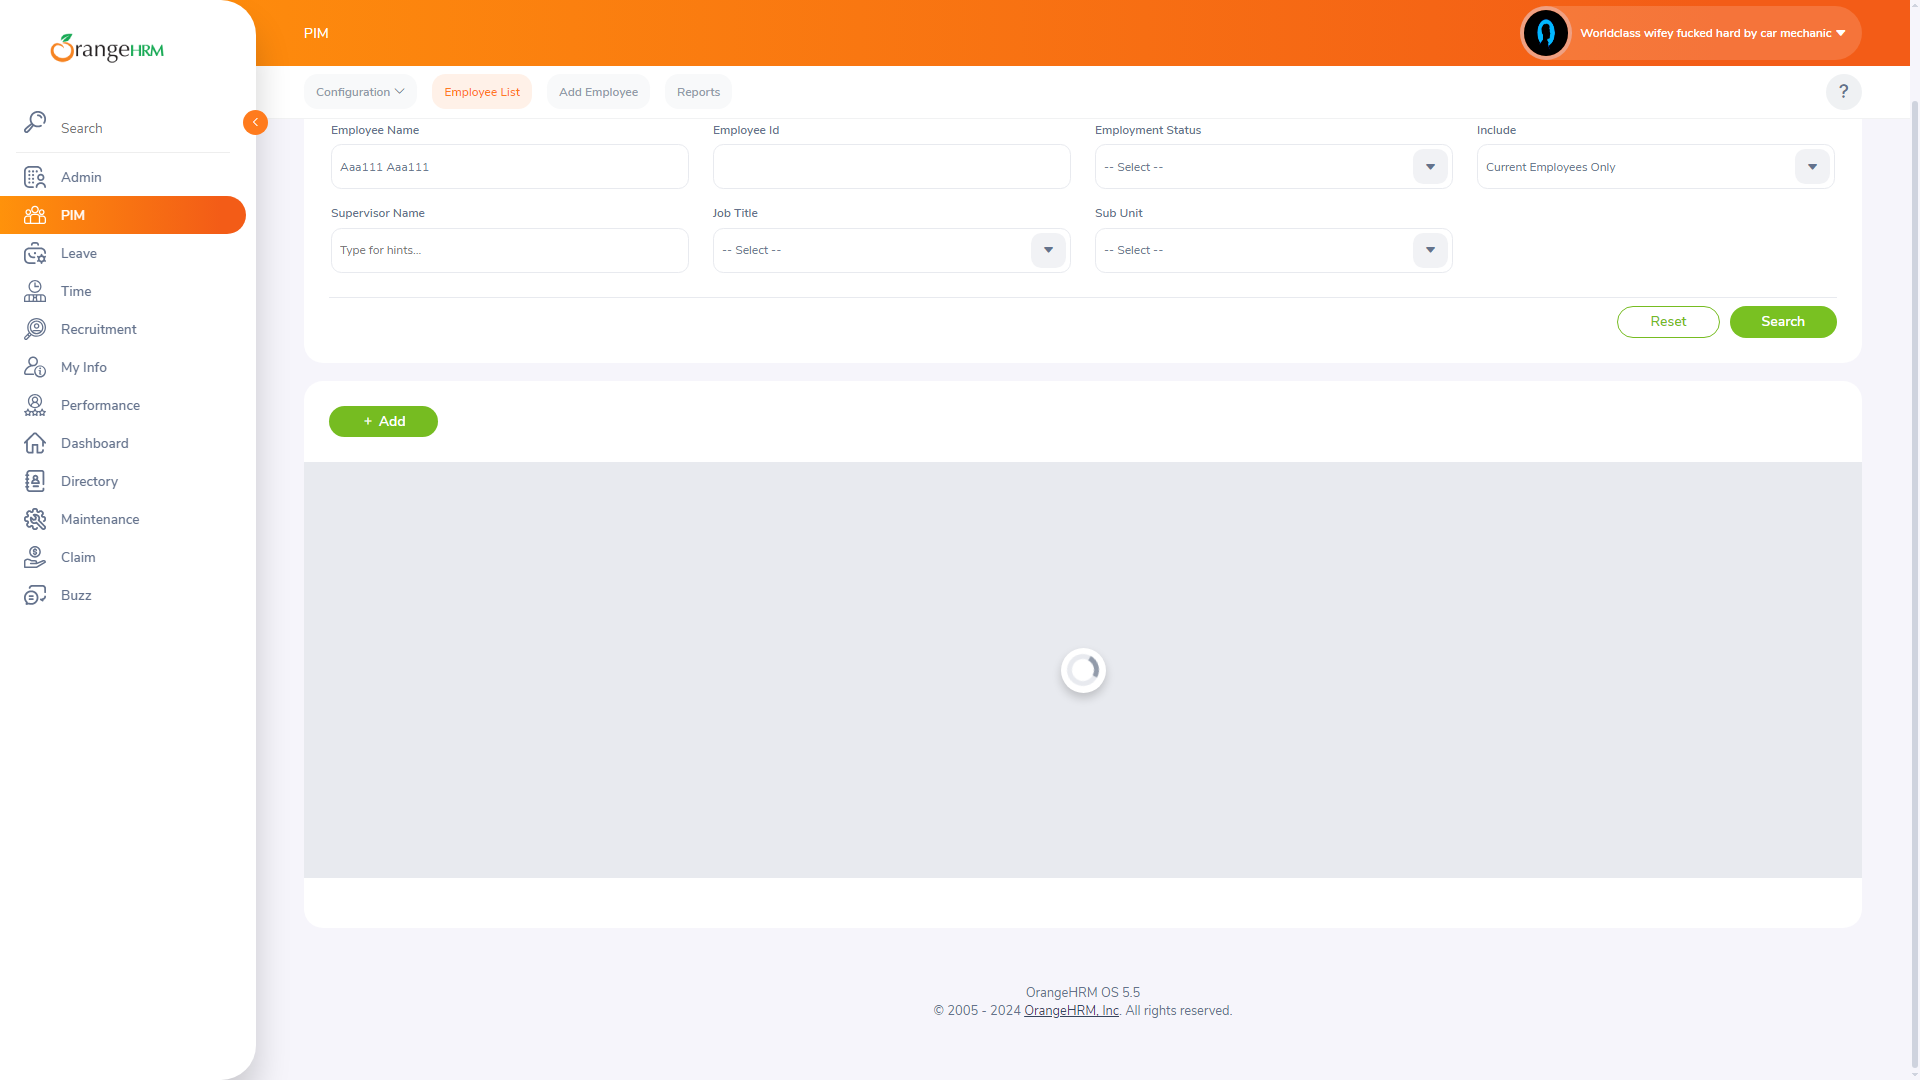 OrangeHRM
PIM
Worldclass wifey fucked hard by car mechanic
Configuration
Employee List
Add Employee
Reports
?
Search
Admin
PIM
Leave
Time
Recruitment
My Info
Performance
Dashboard
Directory
Maintenance
Claim
Buzz
Employee Name
Employee Id
Employment Status
Include
Aaa111 Aaa111
-- Select --
Current Employees Only
Supervisor Name
Job Title
Sub Unit
Type for hints...
-- Select --
-- Select --
Reset
Search
+ Add
OrangeHRM OS 5.5
© 2005 - 2024 OrangeHRM, Inc. All rights reserved.